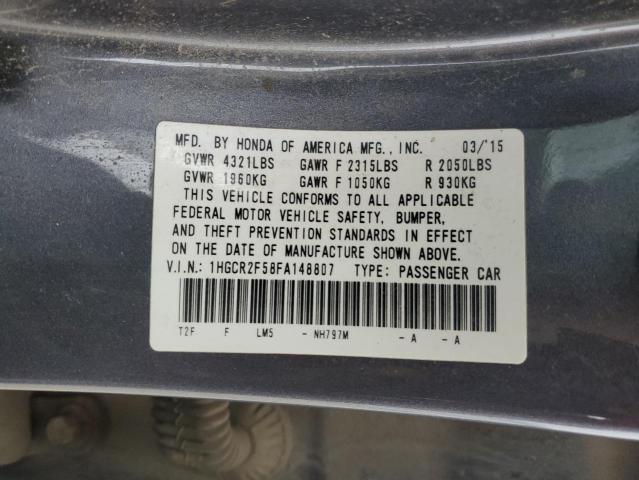 MFD. BY HONDA OF AMERICA MFG., INC. 03/'15
GVWR 4321LBS GAWR F 2315LBS R 2050LBS
GVWR 1960KG GAWR F 1050KG R 930KG
THIS VEHICLE CONFORMS TO ALL APPLICABLE
FEDERAL MOTOR VEHICLE SAFETY, BUMPER,
AND THEFT PREVENTION STANDARDS IN EFFECT
ON THE DATE OF MANUFACTURE SHOWN ABOVE.
V.I.N.: 1HGCR2F58FA148807 TYPE: PASSENGER CAR
T2F F LM5 - NH797M - A - A